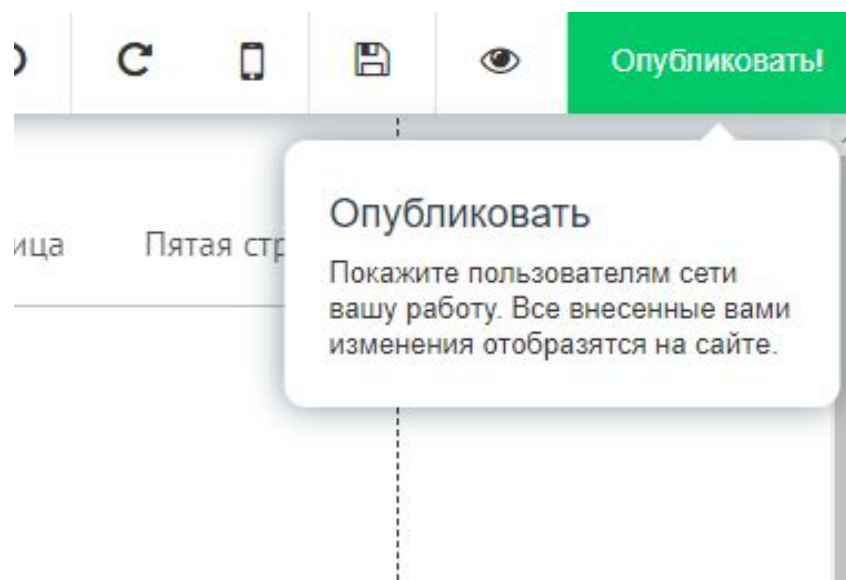 Опубликовать!
Опубликовать
Пятая стр
ица
Покажите пользователям сети
вашу работу. Все внесенные вами
изменения отобразятся на сайте.